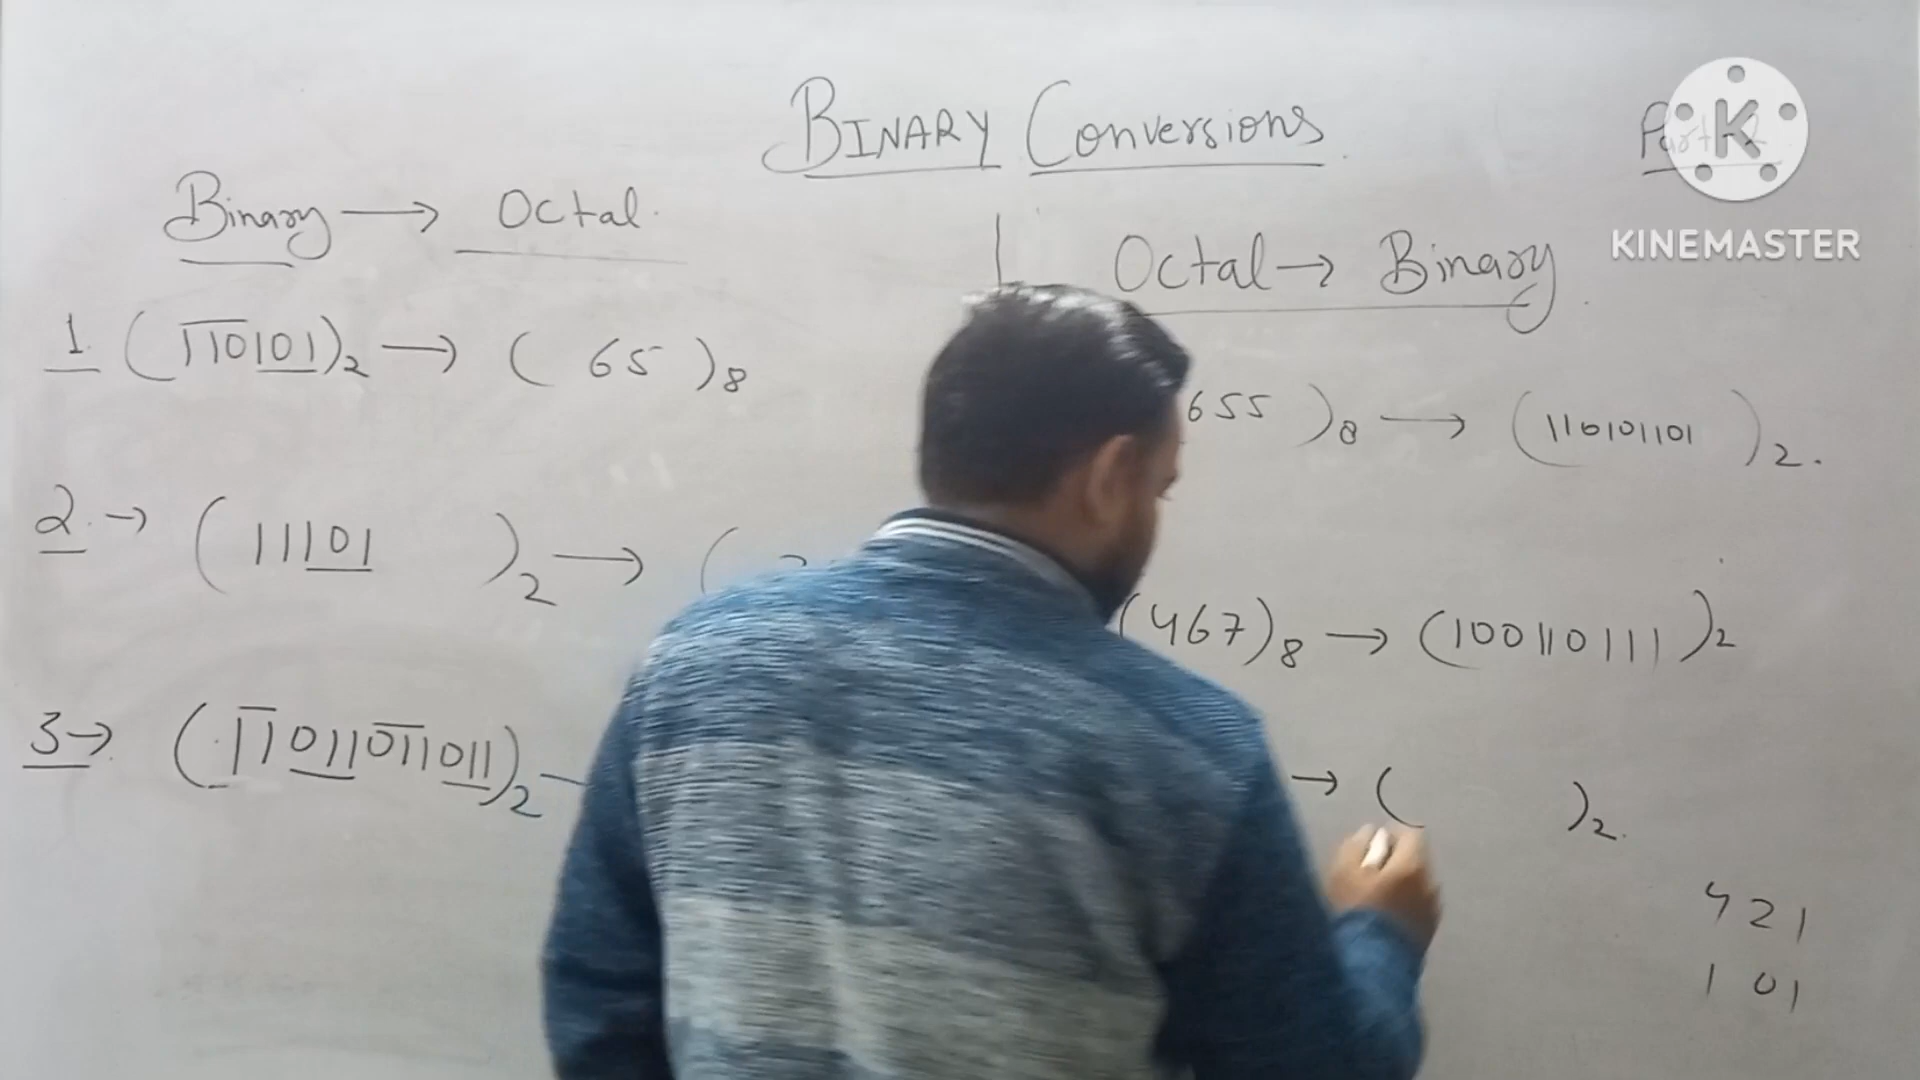 BINARY Conversions.
KINEMASTER
Binary → Octal.
1. (110101)₂ → ( 65 )₈
2. → ( 11101 )₂ → (
3 → (.11011011011)₂ –
Octal → Binary.
655 )₈ → (110101101 )₂.
(467)₈ → (100110111 )₂
→ ( )₂.
4 2 1
1 0 1